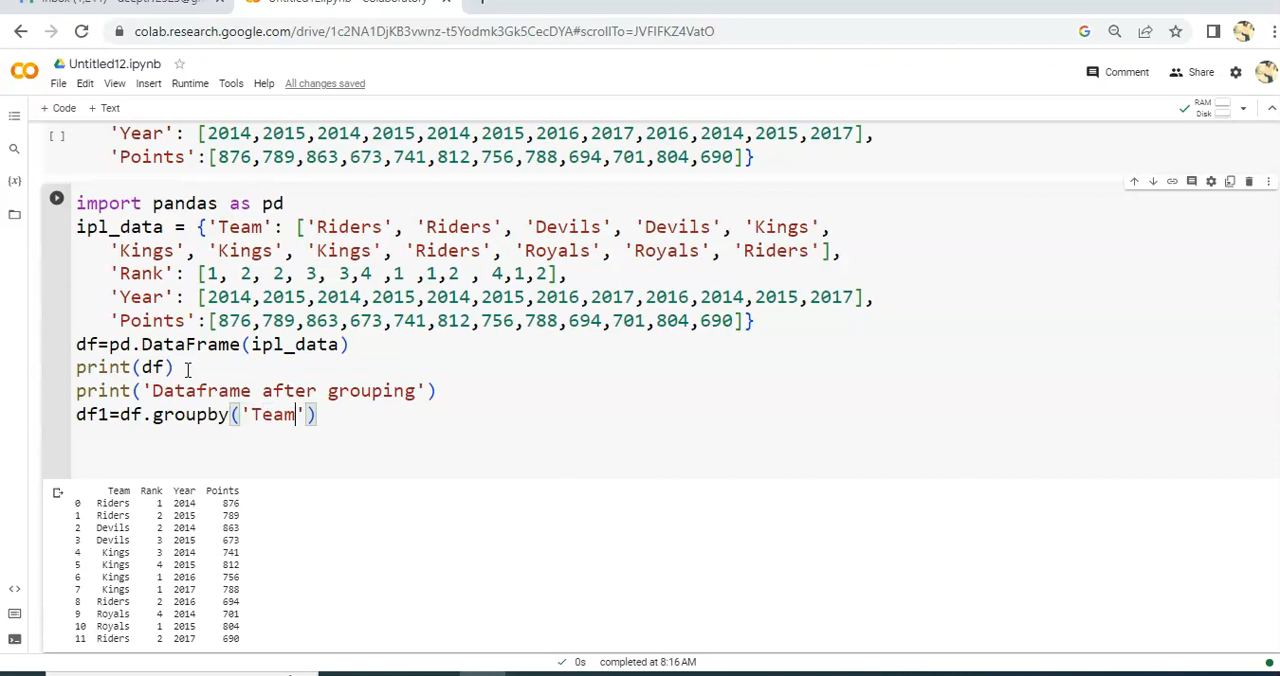 colab.research.google.com/drive/1c2NA1DjKB3vwnz-t5Yodmk3Gk5CecDYA#scrollTo=JVFIFKZ4VatO
Untitled12.ipynb
Comment
Share
File Edit View Insert Runtime Tools Help All changes saved
+ Code + Text
RAM
Disk
[ ]
'Year': [2014,2015,2014,2015,2014,2015,2016,2017,2016,2014,2015,2017],
'Points':[876,789,863,673,741,812,756,788,694,701,804,690]}
{x}
import pandas as pd
ipl_data = {'Team': ['Riders', 'Riders', 'Devils', 'Devils', 'Kings',
'Kings', 'Kings', 'Kings', 'Riders', 'Royals', 'Royals', 'Riders'],
'Rank': [1, 2, 2, 3, 3,4 ,1 ,1,2 , 4,1,2],
'Year': [2014,2015,2014,2015,2014,2015,2016,2017,2016,2014,2015,2017],
'Points':[876,789,863,673,741,812,756,788,694,701,804,690]}
df=pd.DataFrame(ipl_data)
print(df)
print('Dataframe after grouping')
df1=df.groupby('Team')
Team Rank Year Points
0 Riders 1 2014 876
1 Riders 2 2015 789
2 Devils 2 2014 863
3 Devils 3 2015 673
4 Kings 3 2014 741
5 Kings 4 2015 812
6 Kings 1 2016 756
7 Kings 1 2017 788
8 Riders 2 2016 694
9 Royals 4 2014 701
10 Royals 1 2015 804
11 Riders 2 2017 690
0s completed at 8:16 AM